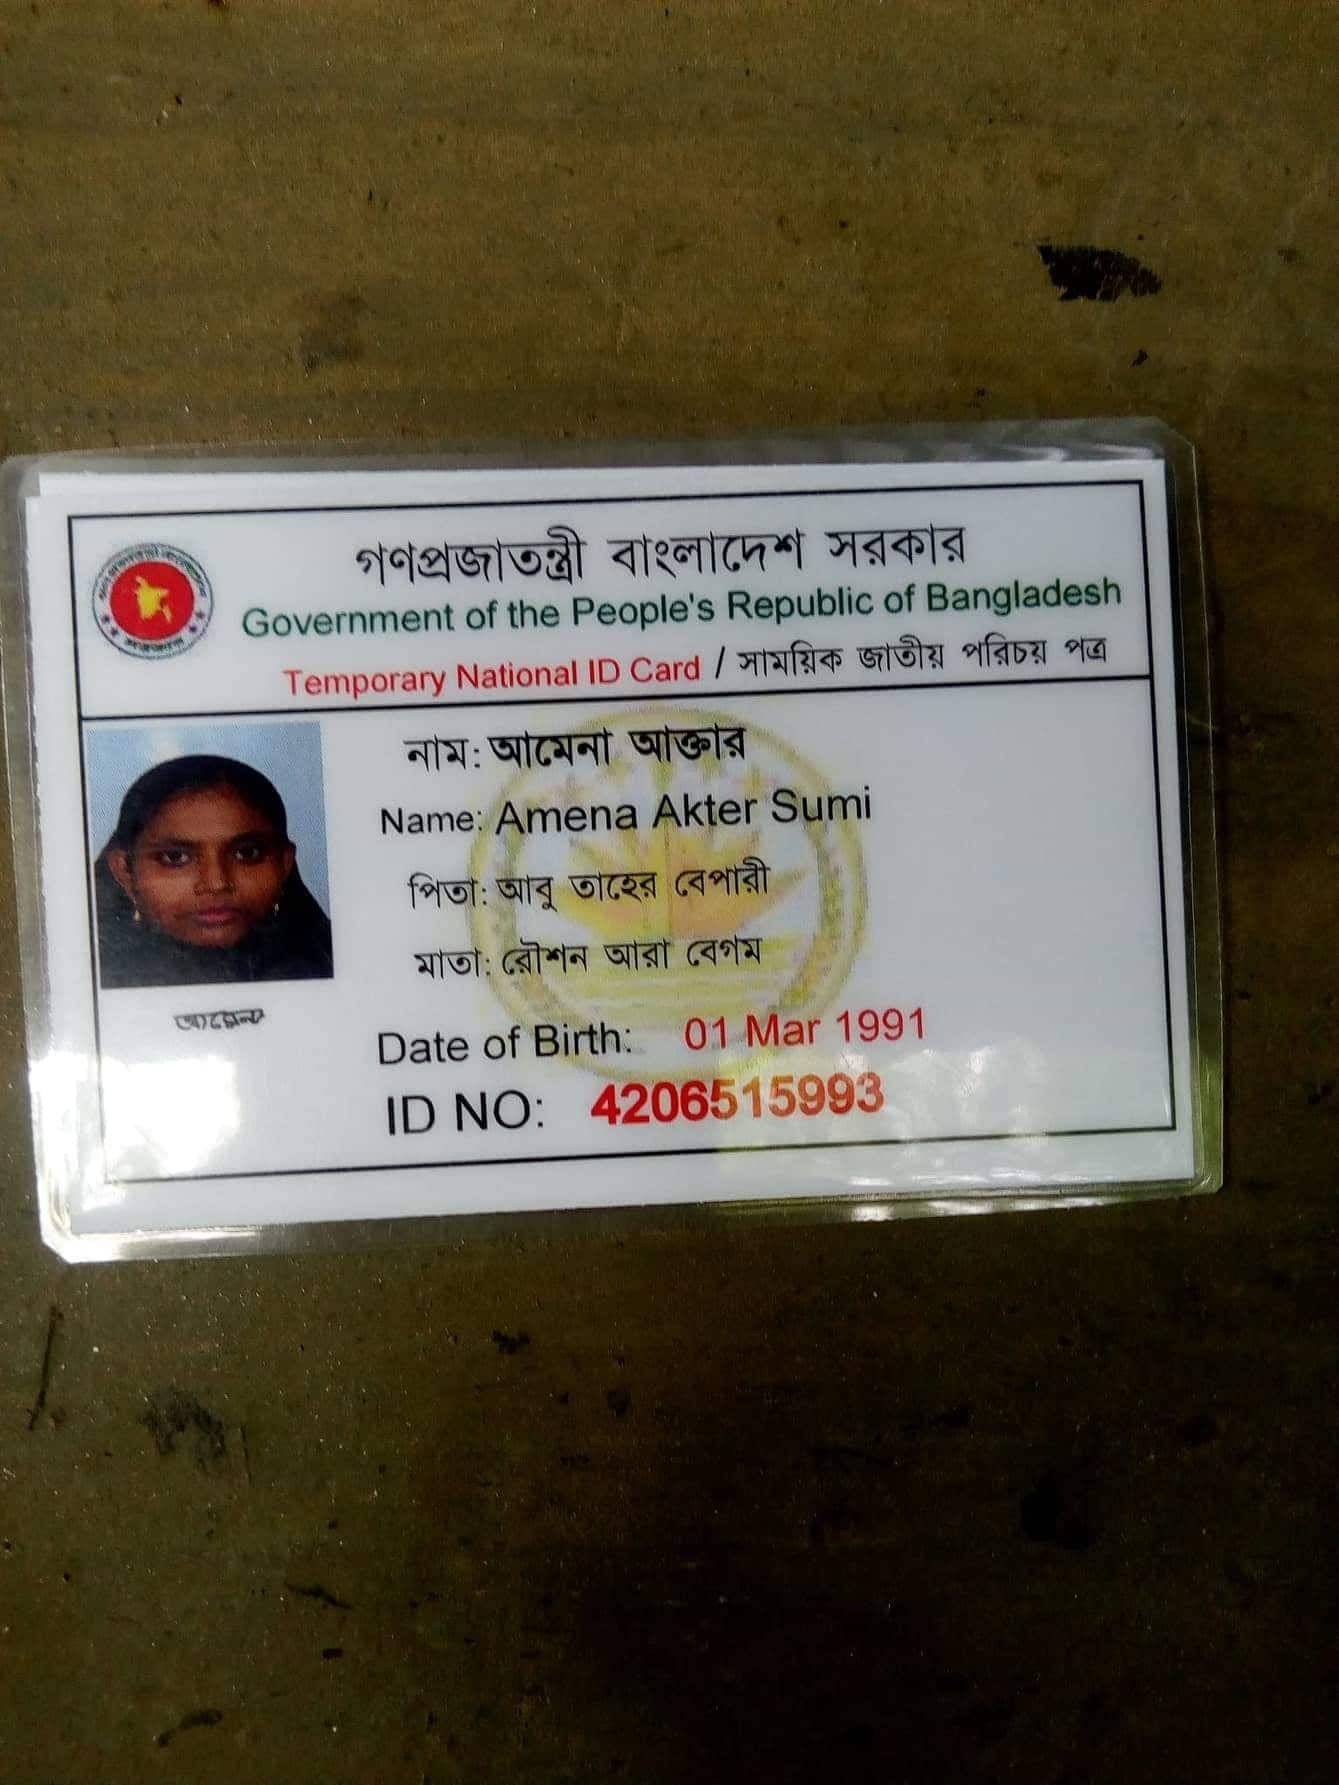 গণপ্রজাতন্ত্রী বাংলাদেশ সরকার
Government of the People's Republic of Bangladesh
Temporary National ID Card / সাময়িক জাতীয় পরিচয় পত্র
নাম: আমেনা আক্তার
Name: Amena Akter Sumi
পিতা: আবু তাহের বেপারী
মাতা: রৌশন আরা বেগম
আমেনা
Date of Birth: 01 Mar 1991
ID NO: 4206515993